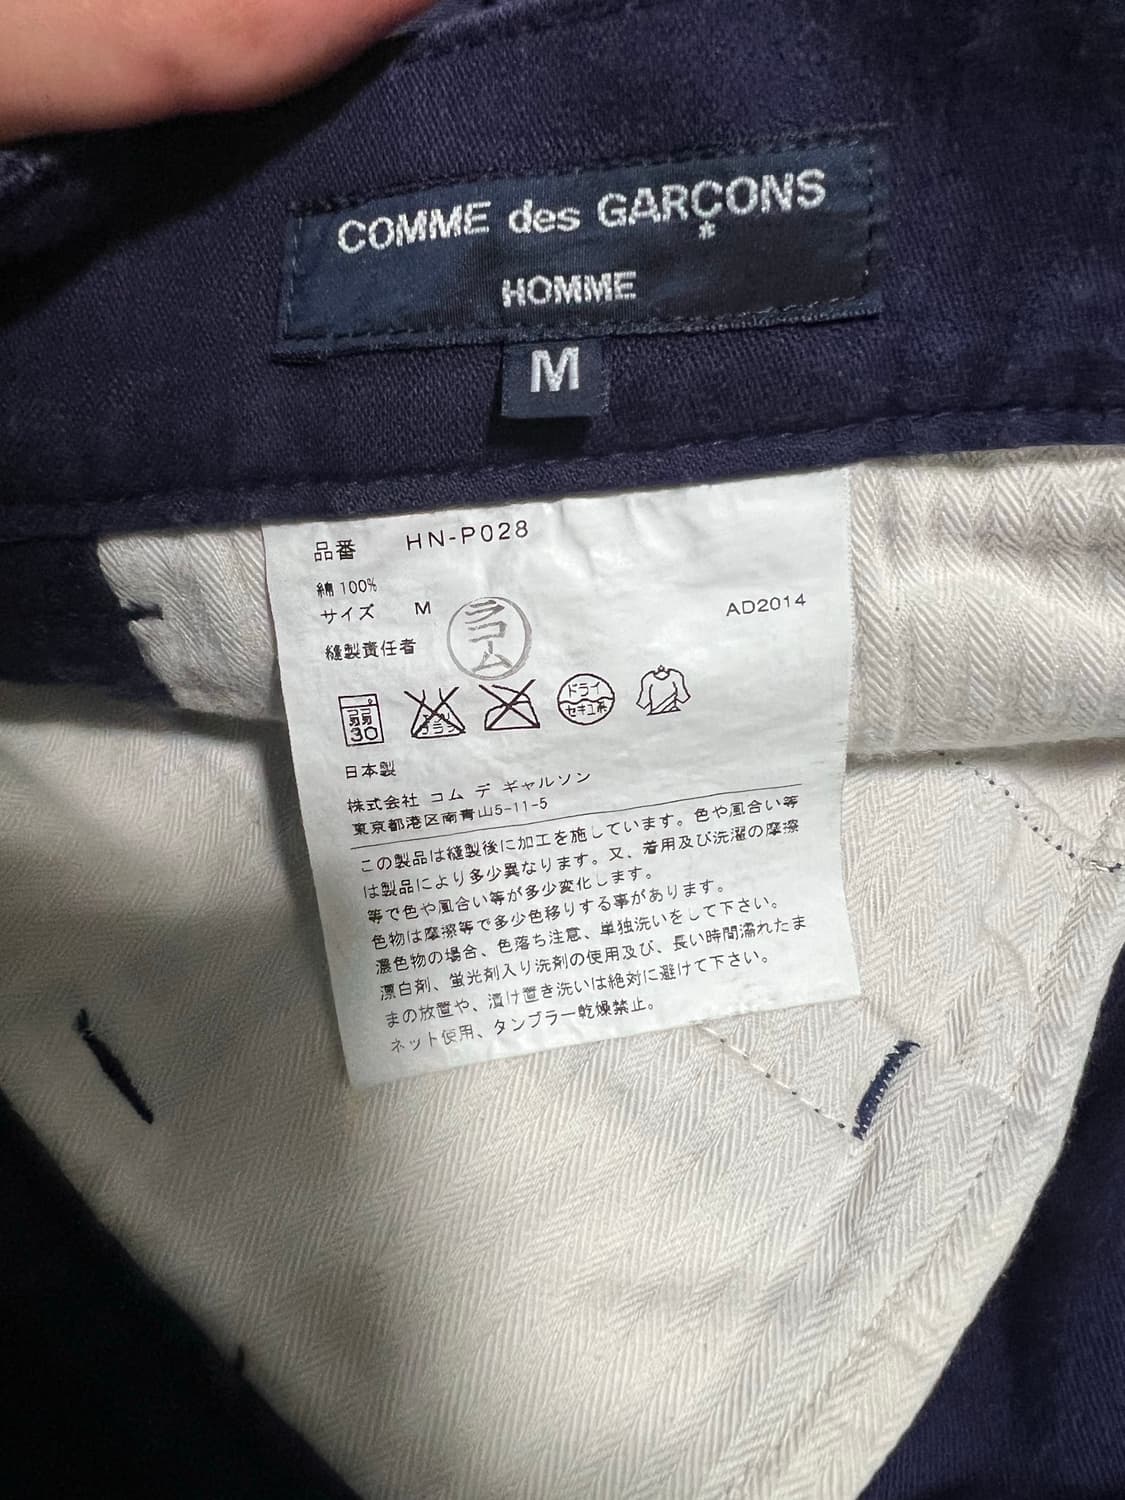 COMME des GARÇONS
*
HOMME
M
品番 HN-P028
綿 100%
サイズ M AD2014
縫製責任者 ラコーム
弱 30 エンソ サラシ ドライ セキユ系
日本製
株式会社 コム デ ギャルソン
東京都港区南青山5-11-5
この製品は縫製後に加工を施しています。色や風合い等
は製品により多少異なります。又、着用及び洗濯の摩擦
等で色や風合い等が多少変化します。
色物は摩擦等で多少色移りする事があります。
濃色物の場合、色落ち注意、単独洗いをして下さい。
漂白剤、蛍光剤入り洗剤の使用及び、長い時間濡れたま
まの放置や、漬け置き洗いは絶対に避けて下さい。
ネット使用、タンブラー乾燥禁止。